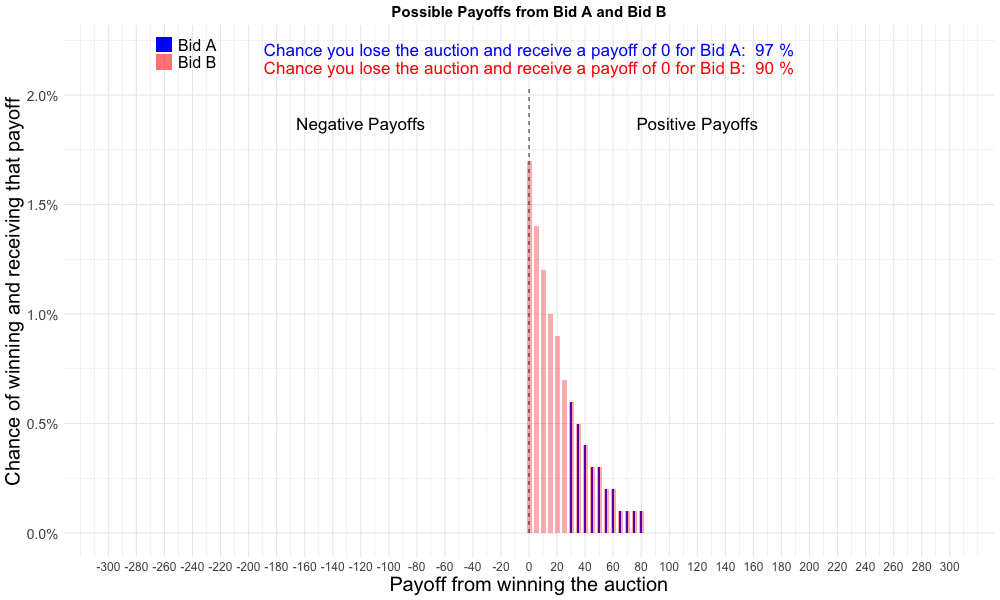 Possible Payoffs from Bid A and Bid B
Bid A
Bid B
Chance you lose the auction and receive a payoff of 0 for Bid A: 97 %
Chance you lose the auction and receive a payoff of 0 for Bid B: 90 %
Negative Payoffs
Positive Payoffs
Chance of winning and receiving that payoff
2.0%
1.5%
1.0%
0.5%
0.0%
-300 -280 -260 -240 -220 -200 -180 -160 -140 -120 -100 -80 -60 -40 -20 0 20 40 60 80 100 120 140 160 180 200 220 240 260 280 300
Payoff from winning the auction